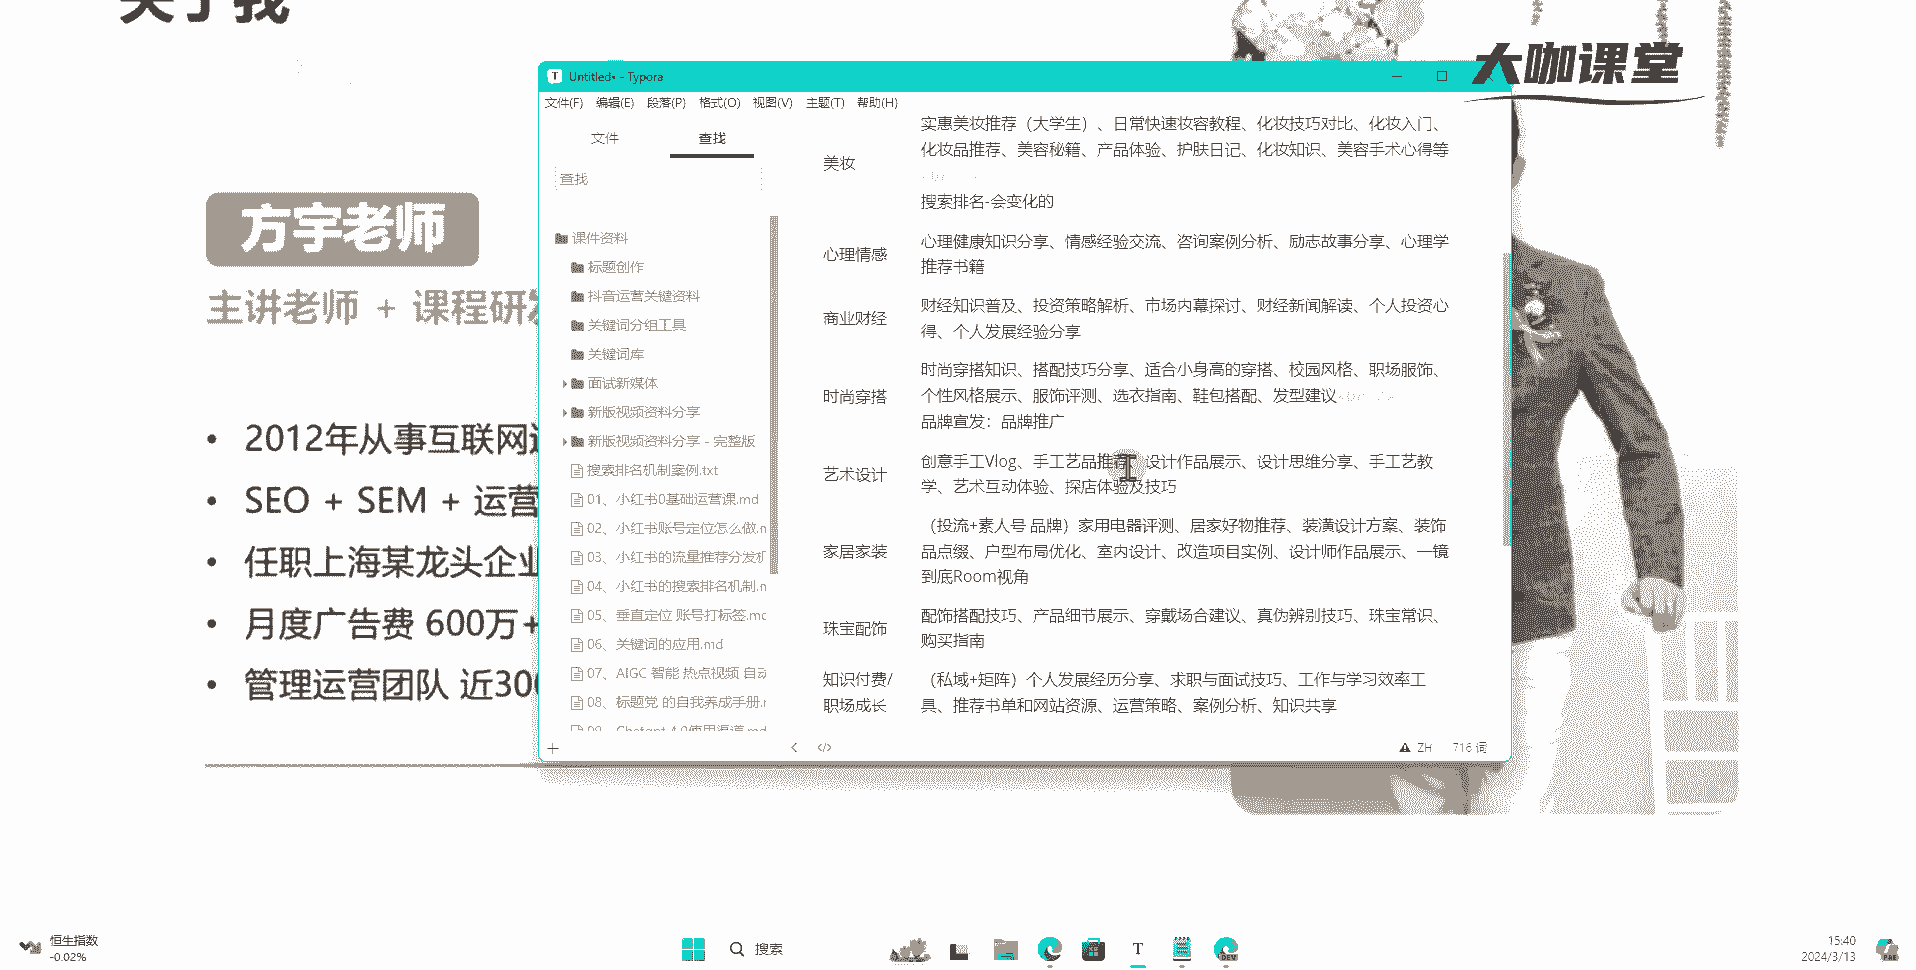 关于我
大咖课堂
方宇老师
主讲老师 + 课程研
2012年从事互联网
SEO + SEM + 运营
任职上海某龙头企业
月度广告费 600万+
管理运营团队 近30
Untitled• - Typora
文件(F) 编辑(E) 段落(P) 格式(O) 视图(V) 主题(T) 帮助(H)
文件 查找
查找
课件资料
标题创作
抖音运营关键资料
关键词分组工具
关键词库
面试新媒体
新版视频资料分享
新版视频资料分享 - 完整版
搜索排名机制案例.txt
01、小红书0基础运营课.md
02、小红书账号定位怎么做.m
03、小红书的流量推荐分发机
04、小红书的搜索排名机制.m
05、垂直定位 账号打标签.mc
06、关键词的应用.md
07、AIGC 智能 热点视频 自动
08、标题党 的自我养成手册.r
09、Chatgpt 4.0使用渠道.md
美妆
实惠美妆推荐（大学生）、日常快速妆容教程、化妆技巧对比、化妆入门、
化妆品推荐、美容秘籍、产品体验、护肤日记、化妆知识、美容手术心得等
搜索排名-会变化的
心理情感
心理健康知识分享、情感经验交流、咨询案例分析、励志故事分享、心理学
推荐书籍
商业财经
财经知识普及、投资策略解析、市场内幕探讨、财经新闻解读、个人投资心
得、个人发展经验分享
时尚穿搭
时尚穿搭知识、搭配技巧分享、适合小身高的穿搭、校园风格、职场服饰、
个性风格展示、服饰评测、选衣指南、鞋包搭配、发型建议
品牌宣发：品牌推广
艺术设计
创意手工Vlog、手工艺品推荐、设计作品展示、设计思维分享、手工艺教
学、艺术互动体验、探店体验及技巧
家居家装
（投流+素人号 品牌）家用电器评测、居家好物推荐、装潢设计方案、装饰
品点缀、户型布局优化、室内设计、改造项目实例、设计师作品展示、一镜
到底Room视角
珠宝配饰
配饰搭配技巧、产品细节展示、穿戴场合建议、真伪辨别技巧、珠宝常识、
购买指南
知识付费/
职场成长
（私域+矩阵）个人发展经历分享、求职与面试技巧、工作与学习效率工
具、推荐书单和网站资源、运营策略、案例分析、知识共享
ZH 716 词
恒生指数
-0.02%
搜索
15:40
2024/3/13